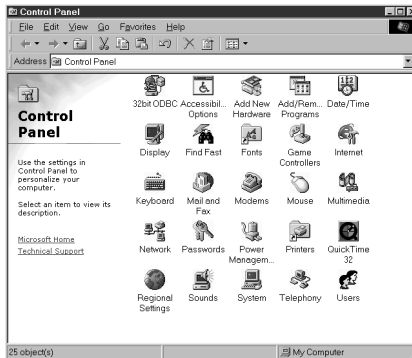 Control Panel
File Edit View Go Favorites Help
Address Control Panel
Control
Panel
Use the settings in
Control Panel to
personalize your
computer.
Select an item to view its
description.
Microsoft Home
Technical Support
32bit ODBC Accessibil... Options Add New Hardware Add/Rem... Programs Date/Time
Display Find Fast Fonts Game Controllers Internet
Keyboard Mail and Fax Modems Mouse Multimedia
Network Passwords Power Managem... Printers QuickTime 32
Regional Settings Sounds System Telephony Users
25 object(s) My Computer